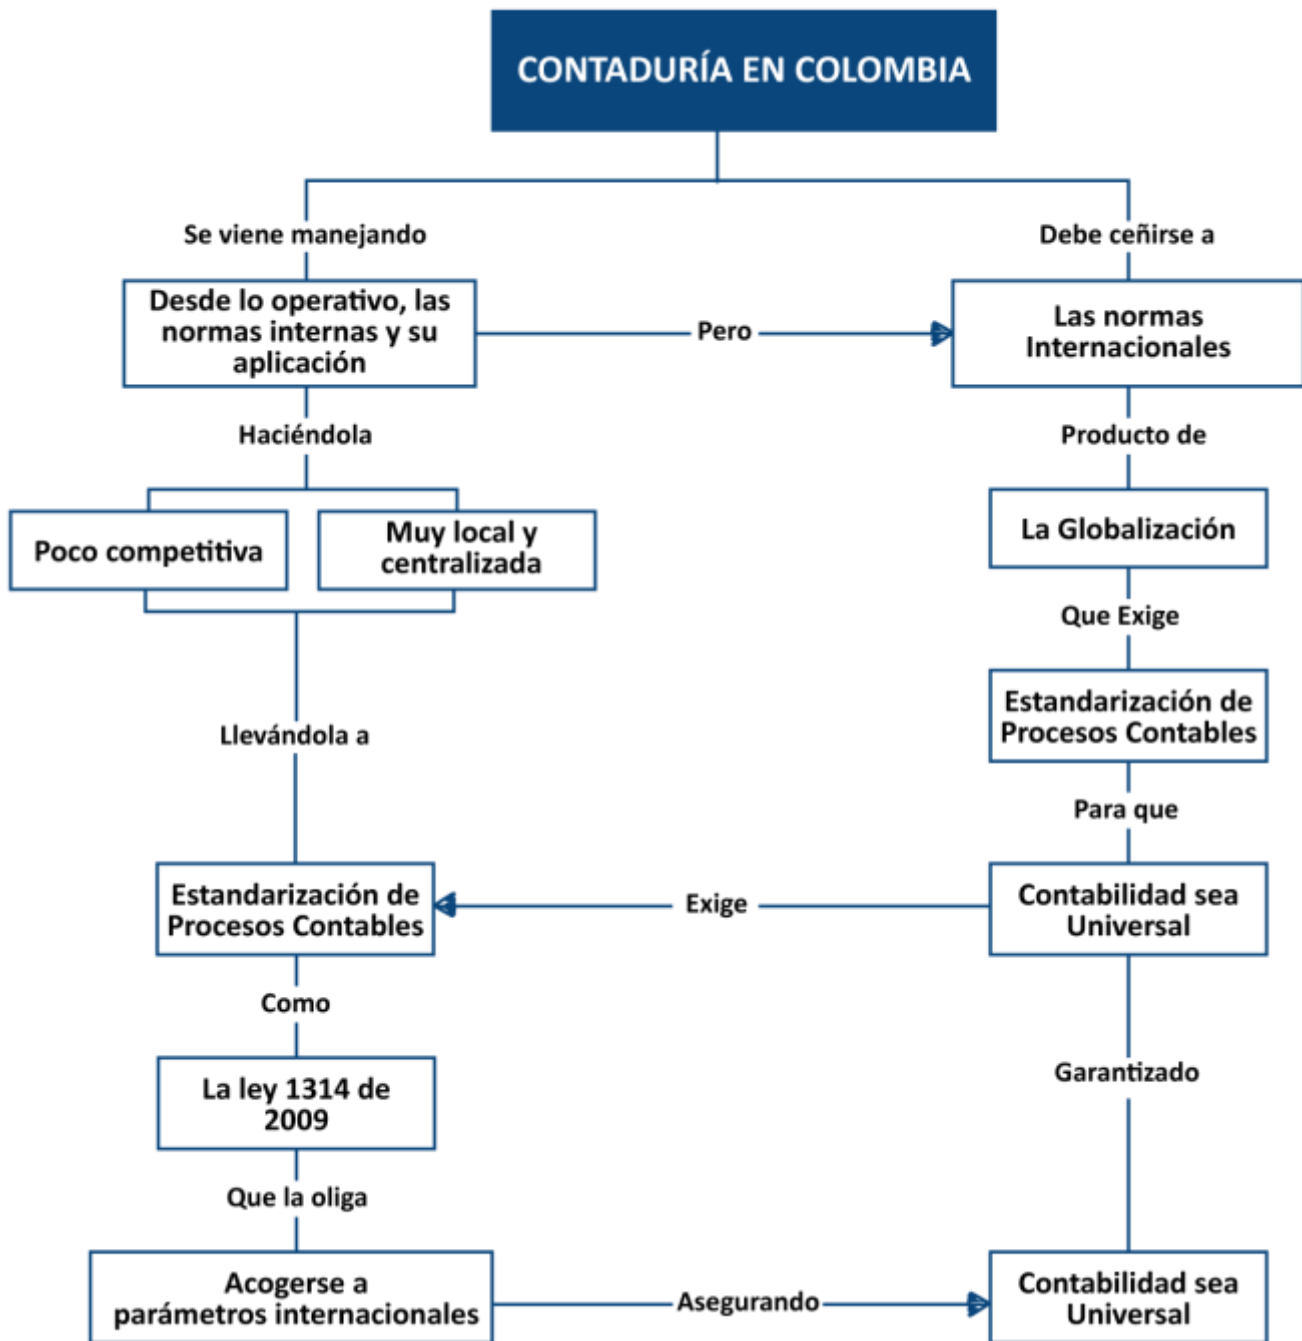 CONTADURÍA EN COLOMBIA
Se viene manejando
Debe ceñirse a
Desde lo operativo, las
normas internas y su
aplicación
Pero
Las normas
Internacionales
Haciéndola
Producto de
Poco competitiva
Muy local y
centralizada
La Globalización
Que Exige
Estandarización de
Procesos Contables
Llevándola a
Para que
Estandarización de
Procesos Contables
Exige
Contabilidad sea
Universal
Como
La ley 1314 de
2009
Garantizado
Que la oliga
Acogerse a
parámetros internacionales
Asegurando
Contabilidad sea
Universal